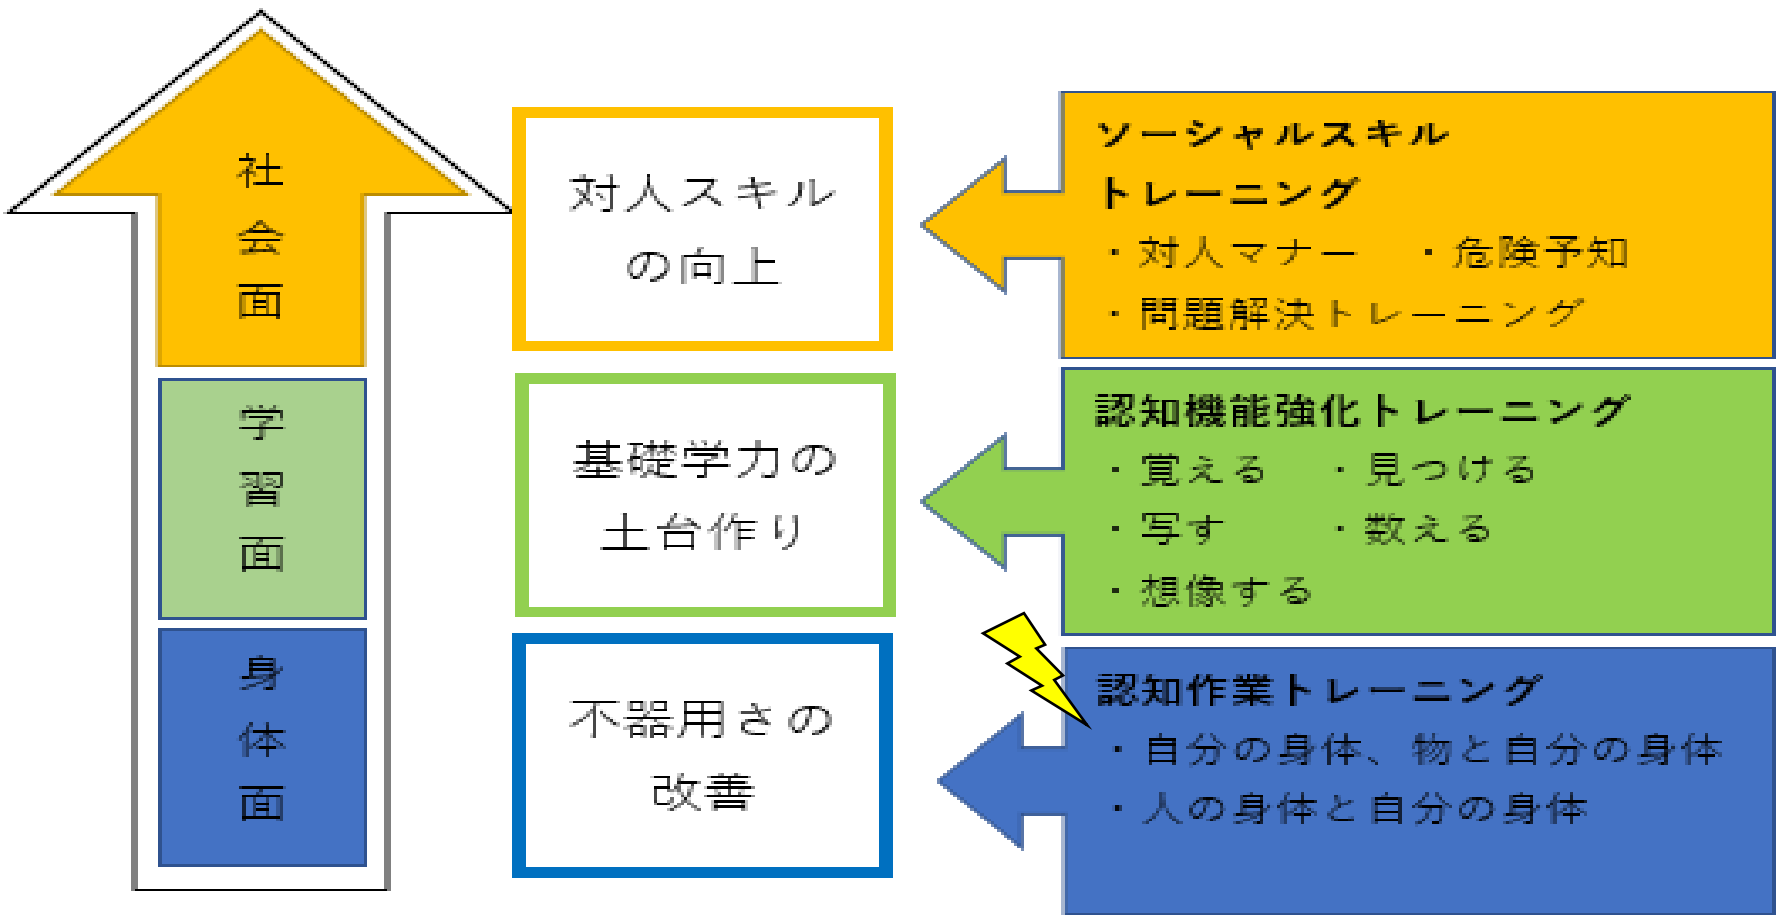 社会面
対人スキル
の向上
ソーシャルスキル
トレーニング
・対人マナー ・危険予知
・問題解決トレーニング
学習面
基礎学力の
土台作り
認知機能強化トレーニング
・覚える ・見つける
・写す ・数える
・想像する
身体面
不器用さの
改善
認知作業トレーニング
・自分の身体、物と自分の身体
・人の身体と自分の身体